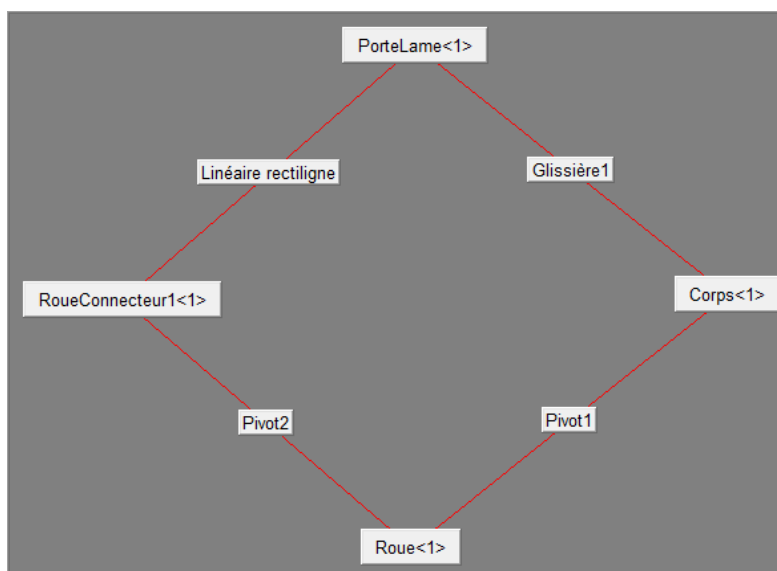 PorteLame<1>
Linéaire rectiligne
Glissière1
RoueConnecteur1<1>
Corps<1>
Pivot2
Pivot1
Roue<1>